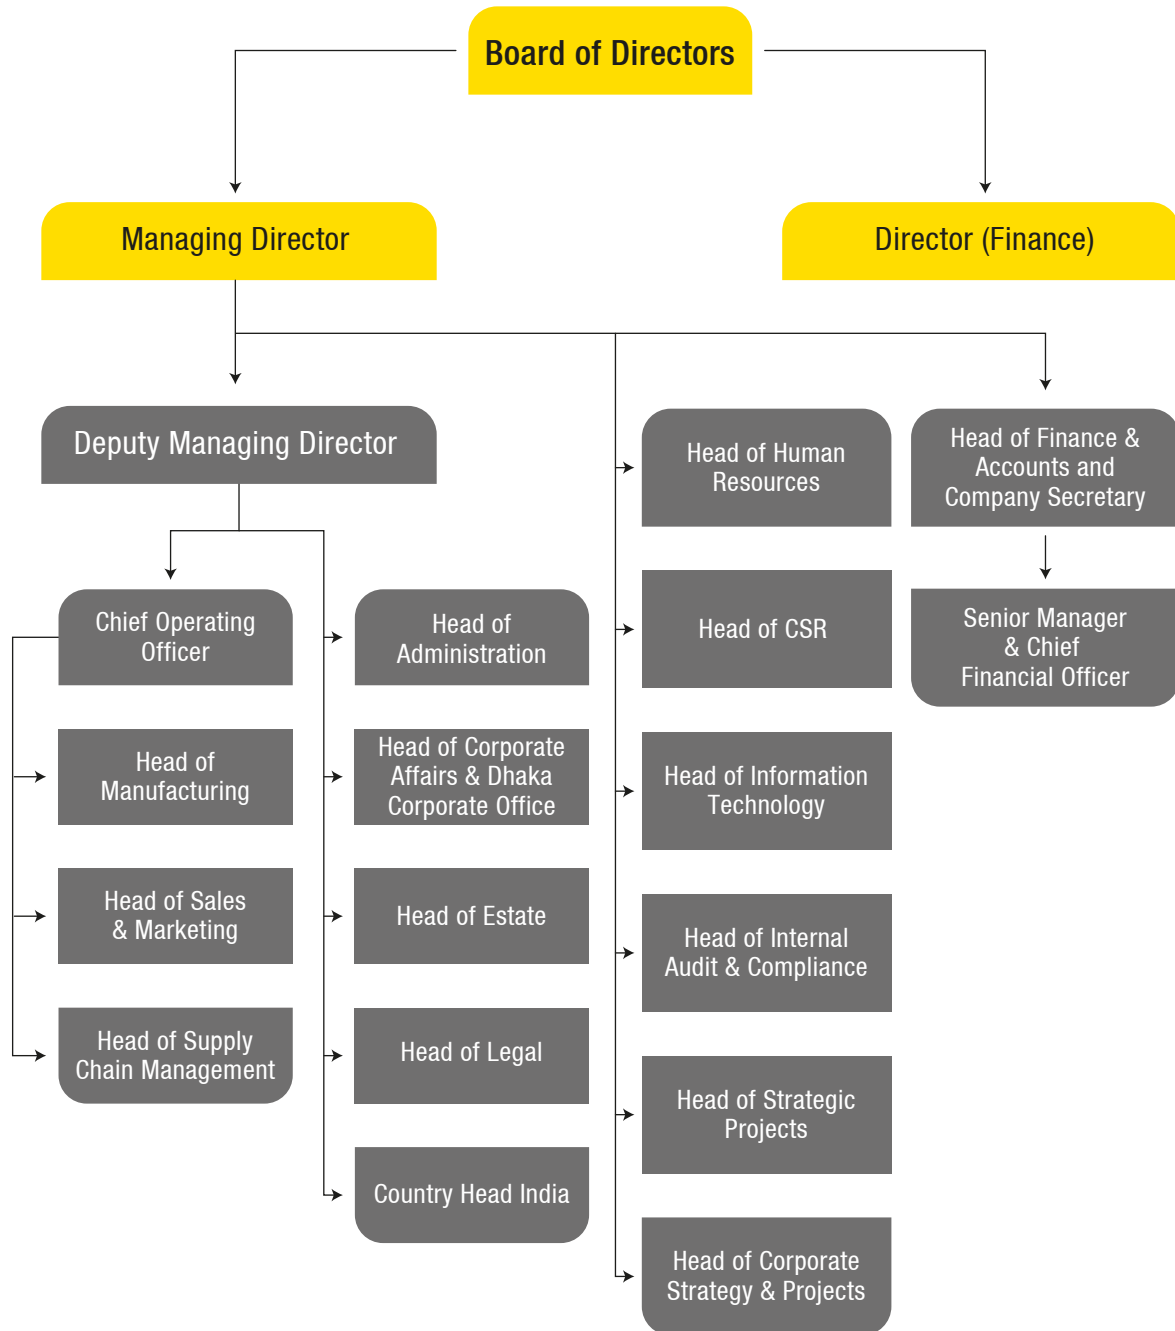 Board of Directors
Managing Director
Director (Finance)
Deputy Managing Director
Chief Operating
Officer
Head of
Manufacturing
Head of Sales
& Marketing
Head of Supply
Chain Management
Head of
Administration
Head of Corporate
Affairs & Dhaka
Corporate Office
Head of Estate
Head of Legal
Country Head India
Head of Human
Resources
Head of CSR
Head of Information
Technology
Head of Internal
Audit & Compliance
Head of Strategic
Projects
Head of Corporate
Strategy & Projects
Head of Finance &
Accounts and
Company Secretary
Senior Manager
& Chief
Financial Officer